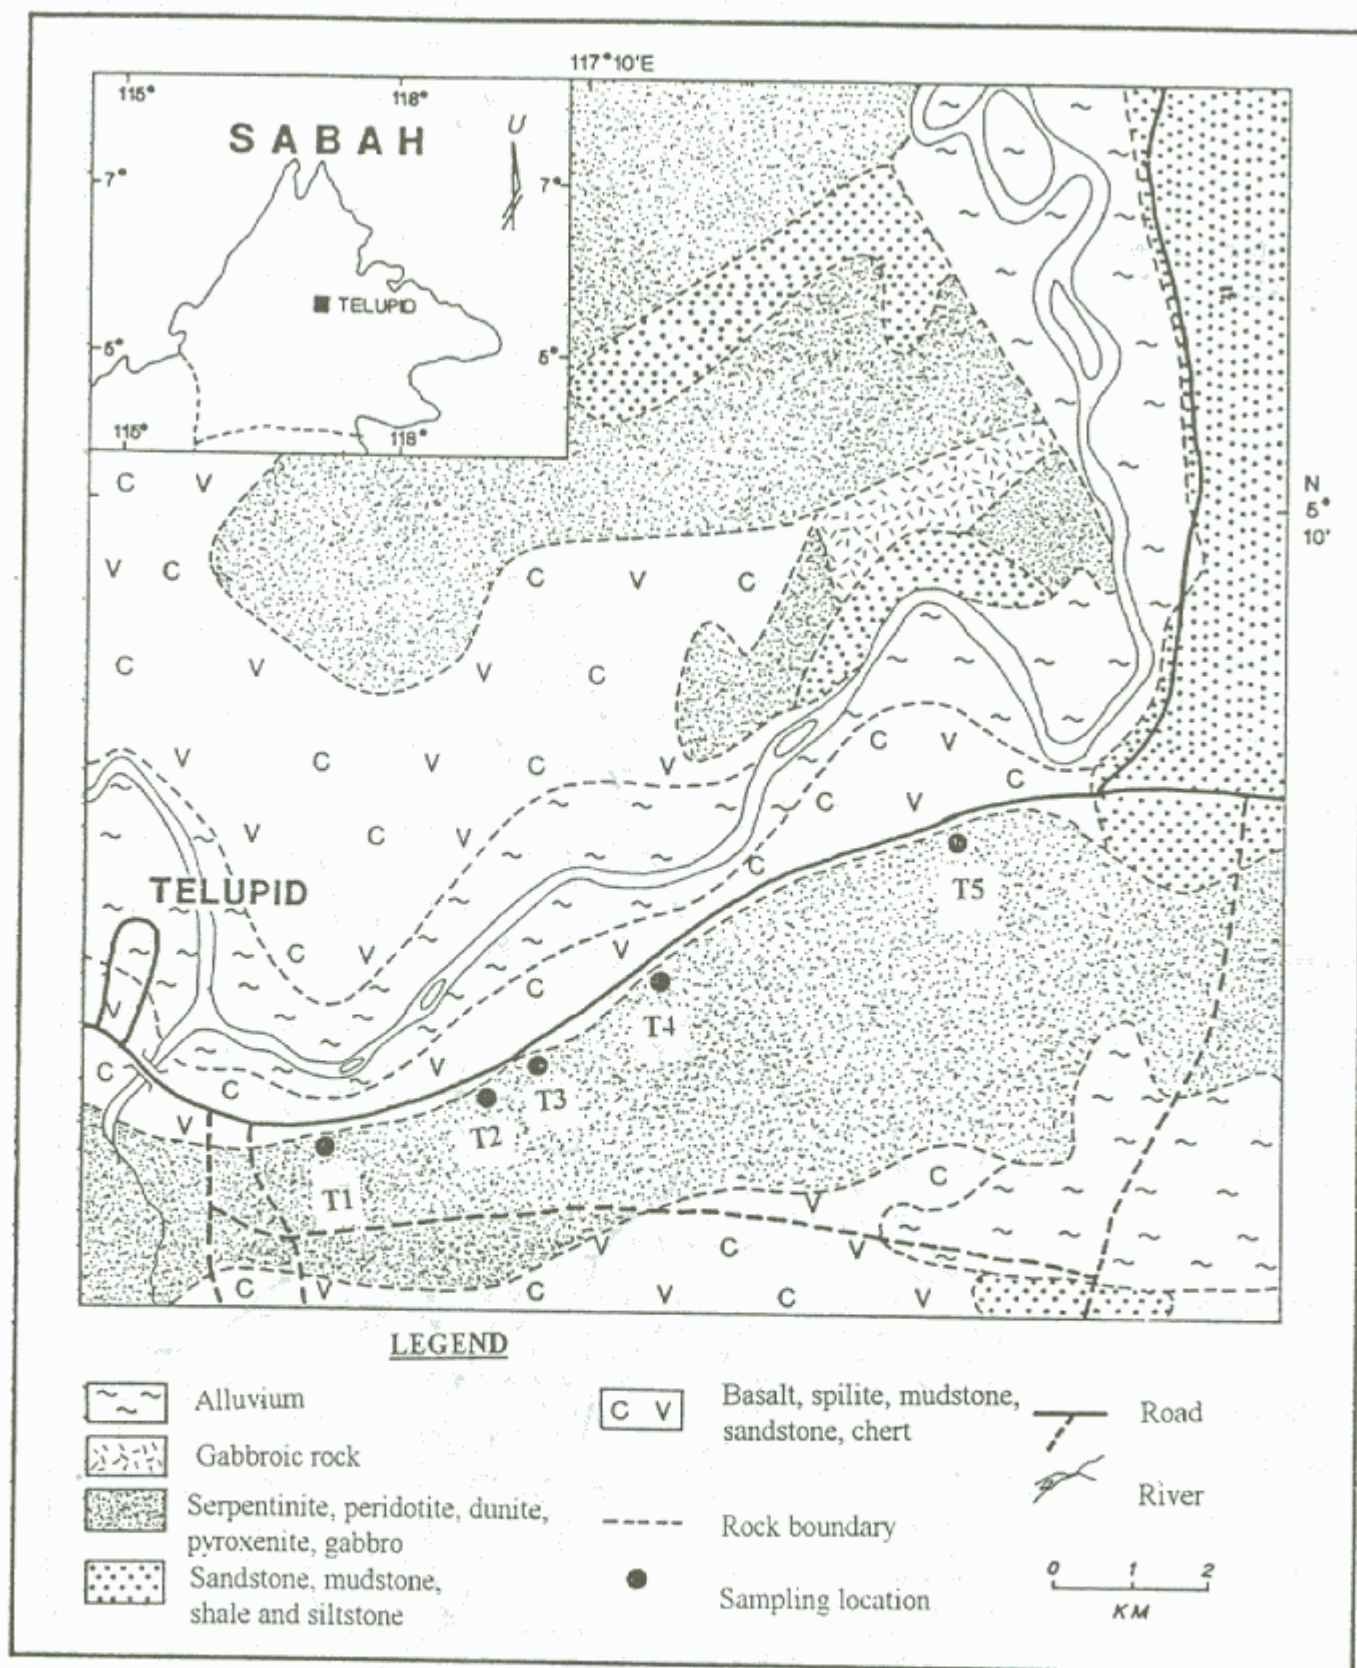 117°10'E
115° 118°
SABAH
U
7° 7°
TELUPID
5° 5°
115° 118°
C V
N
5°
10'
V C C V C
C V V C
C V
V C V C V C
C V
V C V C
TELUPID
T5
C V V
C
T4
V
C V
C
T3
V T2
T1
C
V
V C V
C V C V C V
LEGEND
Alluvium
Gabbroic rock
Serpentinite, peridotite, dunite,
pyroxenite, gabbro
Sandstone, mudstone,
shale and siltstone
C V
Basalt, spilite, mudstone,
sandstone, chert
Rock boundary
Sampling location
Road
River
0 1 2
KM